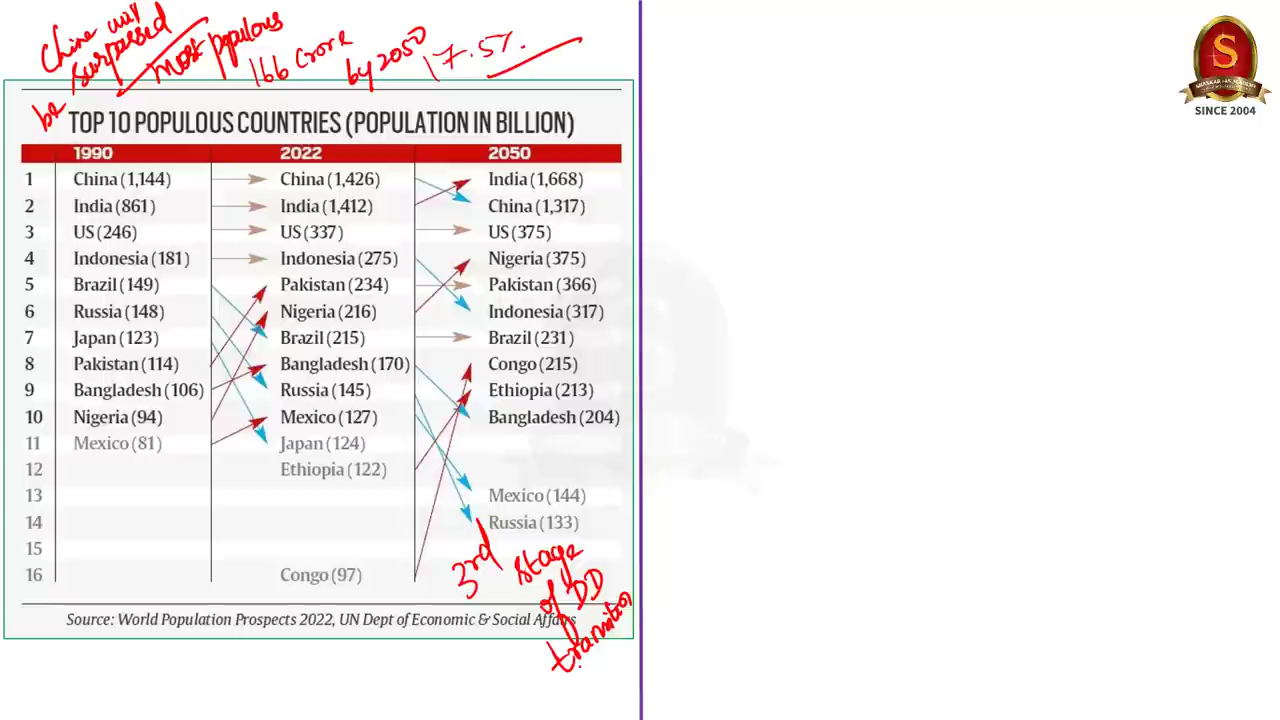 China will
be surpassed
most populous
166 Crore
by 2050
17.5%
S
SHANKAR IAS ACADEMY
SINCE 2004
TOP 10 POPULOUS COUNTRIES (POPULATION IN BILLION)
1990 2022 2050
1 China (1,144) China (1,426) India (1,668)
2 India (861) India (1,412) China (1,317)
3 US (246) US (337) US (375)
4 Indonesia (181) Indonesia (275) Nigeria (375)
5 Brazil (149) Pakistan (234) Pakistan (366)
6 Russia (148) Nigeria (216) Indonesia (317)
7 Japan (123) Brazil (215) Brazil (231)
8 Pakistan (114) Bangladesh (170) Congo (215)
9 Bangladesh (106) Russia (145) Ethiopia (213)
10 Nigeria (94) Mexico (127) Bangladesh (204)
11 Mexico (81) Japan (124)
12 Ethiopia (122)
13 Mexico (144)
14 Russia (133)
15
16 Congo (97)
3rd stage
of DD
Source: World Population Prospects 2022, UN Dept of Economic & Social Affairs